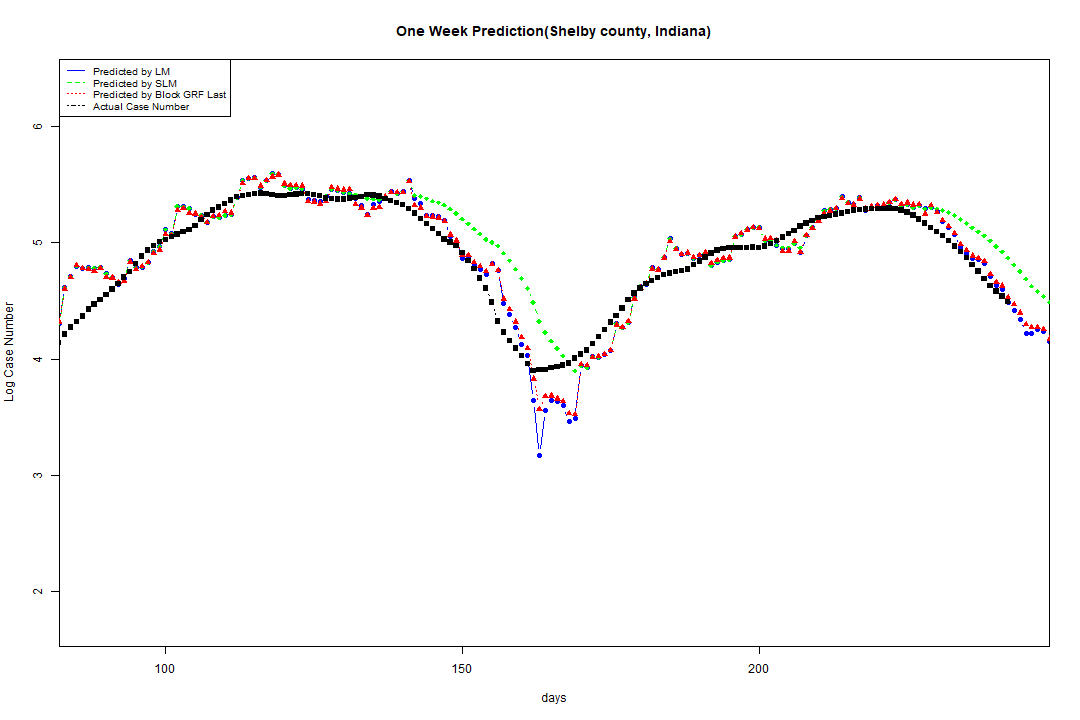 One Week Prediction(Shelby county, Indiana)
Predicted by LM
Predicted by SLM
Predicted by Block GRF Last
Actual Case Number
6
5
4
3
2
Log Case Number
100
150
200
days